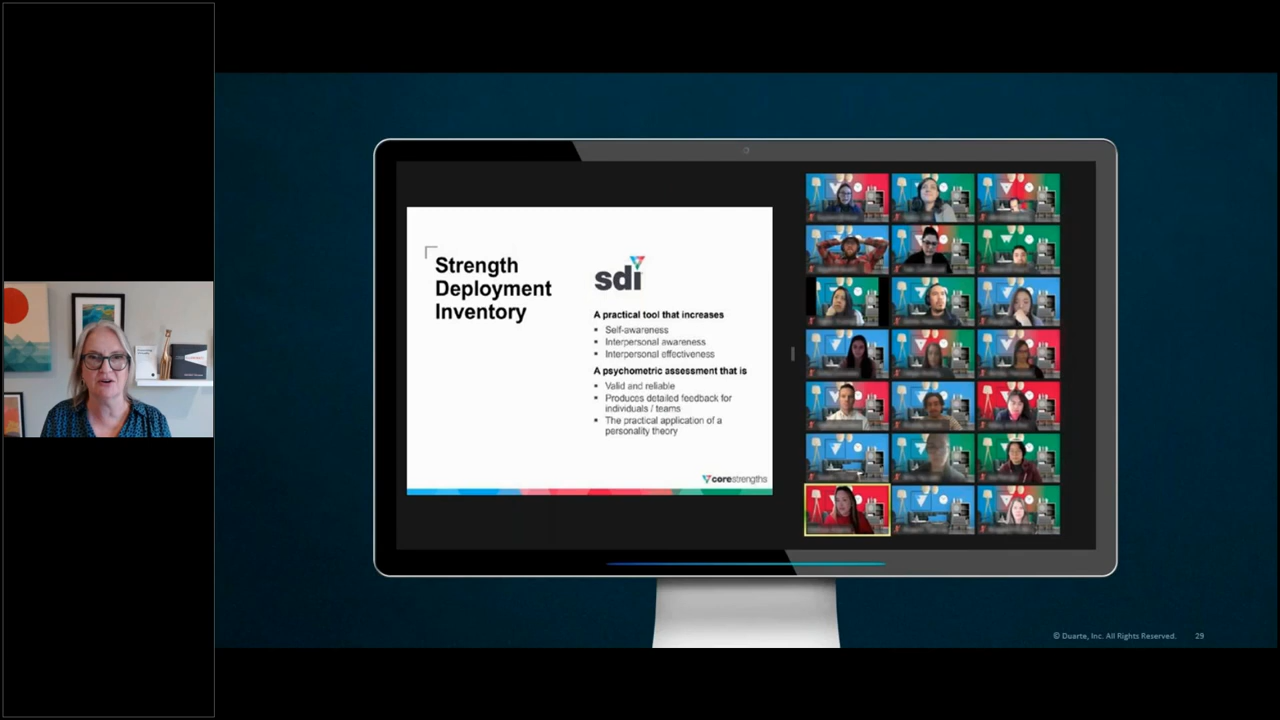 Strength
Deployment
Inventory
sdi
A practical tool that increases
▪ Self-awareness
▪ Interpersonal awareness
▪ Interpersonal effectiveness
A psychometric assessment that is
▪ Valid and reliable
▪ Produces detailed feedback for
individuals / teams
▪ The practical application of a
personality theory
corestrengths
© Duarte, Inc. All Rights Reserved. 29